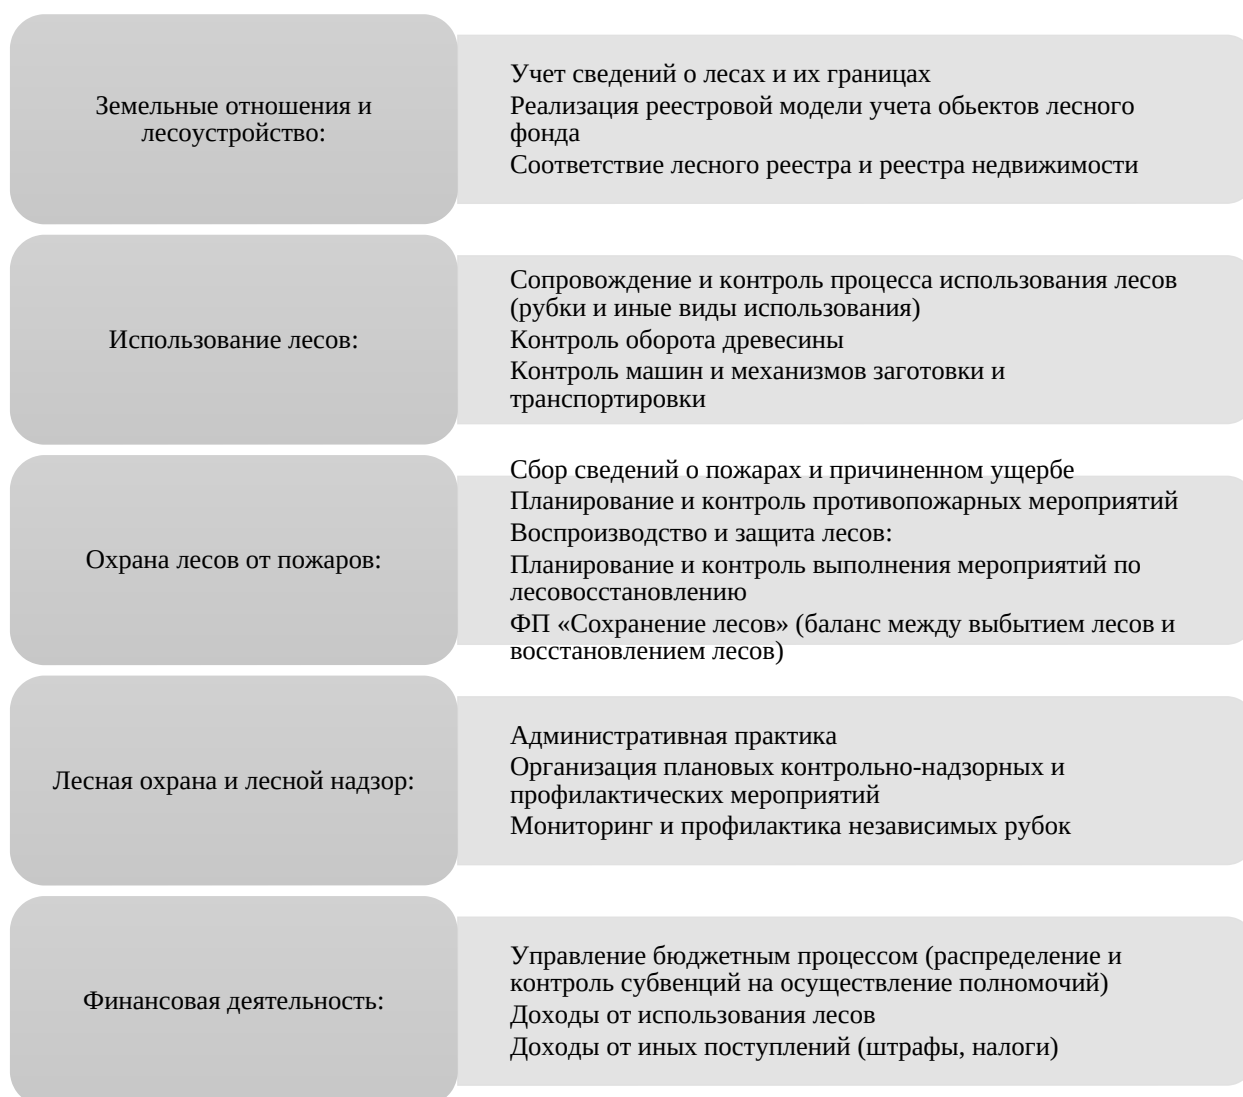 Земельные отношения и
лесоустройство:
Учет сведений о лесах и их границах
Реализация реестровой модели учета обьектов лесного
фонда
Соответствие лесного реестра и реестра недвижимости
Использование лесов:
Сопровождение и контроль процесса использования лесов
(рубки и иные виды использования)
Контроль оборота древесины
Контроль машин и механизмов заготовки и
транспортировки
Охрана лесов от пожаров:
Сбор сведений о пожарах и причиненном ущербе
Планирование и контроль противопожарных мероприятий
Воспроизводство и защита лесов:
Планирование и контроль выполнения мероприятий по
лесовосстановлению
ФП «Сохранение лесов» (баланс между выбытием лесов и
восстановлением лесов)
Лесная охрана и лесной надзор:
Административная практика
Организация плановых контрольно-надзорных и
профилактических мероприятий
Мониторинг и профилактика независимых рубок
Финансовая деятельность:
Управление бюджетным процессом (распределение и
контроль субвенций на осуществление полномочий)
Доходы от использования лесов
Доходы от иных поступлений (штрафы, налоги)